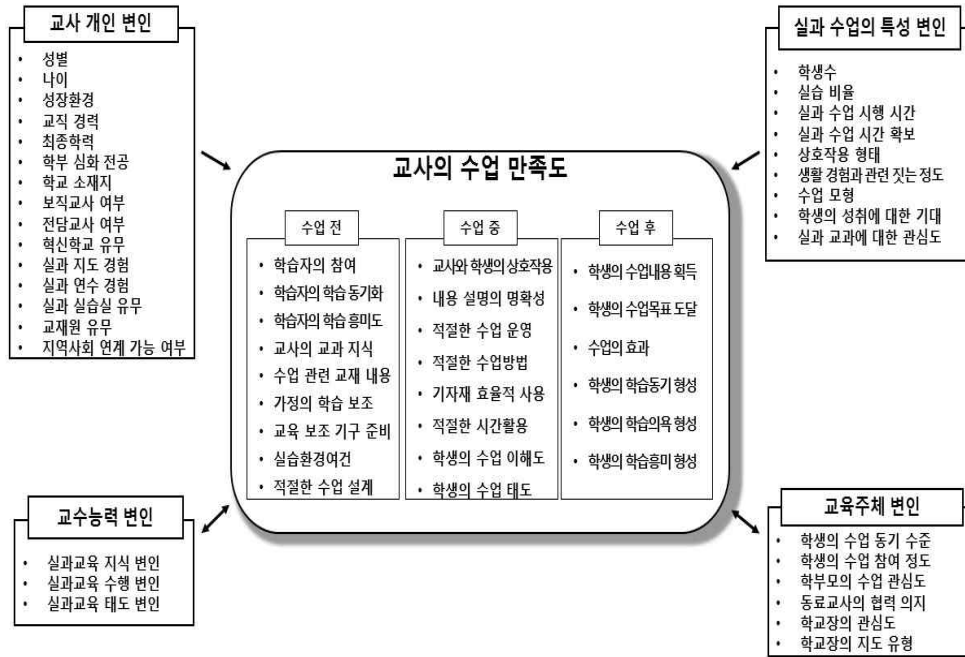 교사 개인 변인
• 성별
• 나이
• 성장환경
• 교직 경력
• 최종학력
• 학부 심화 전공
• 학교 소재지
• 보직교사 여부
• 전담교사 여부
• 혁신학교 유무
• 실과 지도 경험
• 실과 연수 경험
• 실과 실습실 유무
• 교재원 유무
• 지역사회 연계 가능 여부
실과 수업의 특성 변인
• 학생수
• 실습 비율
• 실과 수업 시행 시간
• 실과 수업 시간 확보
• 상호작용 형태
• 생활 경험과 관련 짓는 정도
• 수업 모형
• 학생의 성취에 대한 기대
• 실과 교과에 대한 관심도
교사의 수업 만족도
수업 전
• 학습자의 참여
• 학습자의 학습 동기화
• 학습자의 학습 흥미도
• 교사의 교과 지식
• 수업 관련 교재 내용
• 가정의 학습 보조
• 교육 보조 기구 준비
• 실습환경여건
• 적절한 수업 설계
수업 중
• 교사와 학생의 상호작용
• 내용 설명의 명확성
• 적절한 수업 운영
• 적절한 수업방법
• 기자재 효율적 사용
• 적절한 시간활용
• 학생의 수업 이해도
• 학생의 수업 태도
수업 후
• 학생의 수업내용 획득
• 학생의 수업목표 도달
• 수업의 효과
• 학생의 학습동기 형성
• 학생의 학습의욕 형성
• 학생의 학습흥미 형성
교수능력 변인
• 실과교육 지식 변인
• 실과교육 수행 변인
• 실과교육 태도 변인
교육주체 변인
• 학생의 수업 동기 수준
• 학생의 수업 참여 정도
• 학부모의 수업 관심도
• 동료교사의 협력 의지
• 학교장의 관심도
• 학교장의 지도 유형